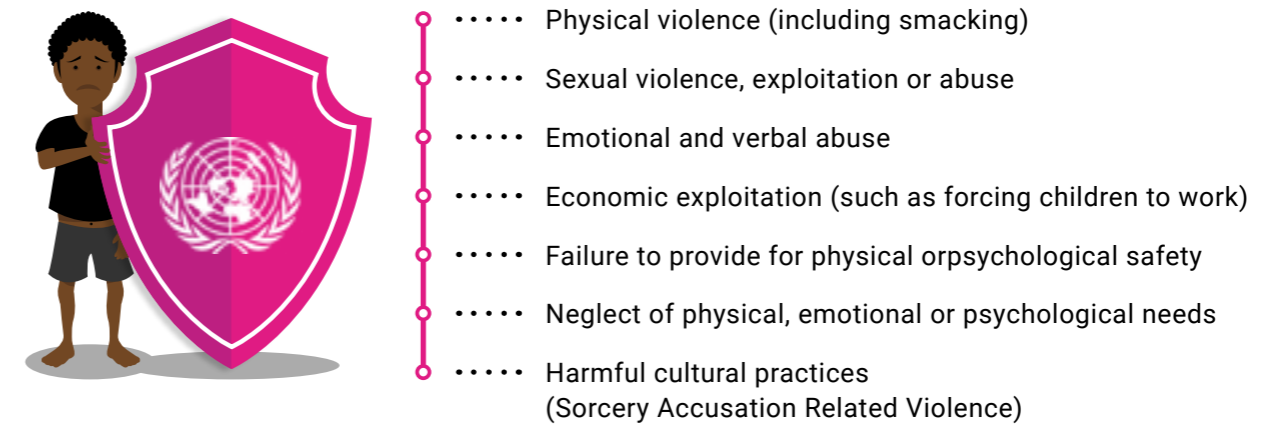 Physical violence (including smacking)
Sexual violence, exploitation or abuse
Emotional and verbal abuse
Economic exploitation (such as forcing children to work)
Failure to provide for physical orpsychological safety
Neglect of physical, emotional or psychological needs
Harmful cultural practices
(Sorcery Accusation Related Violence)